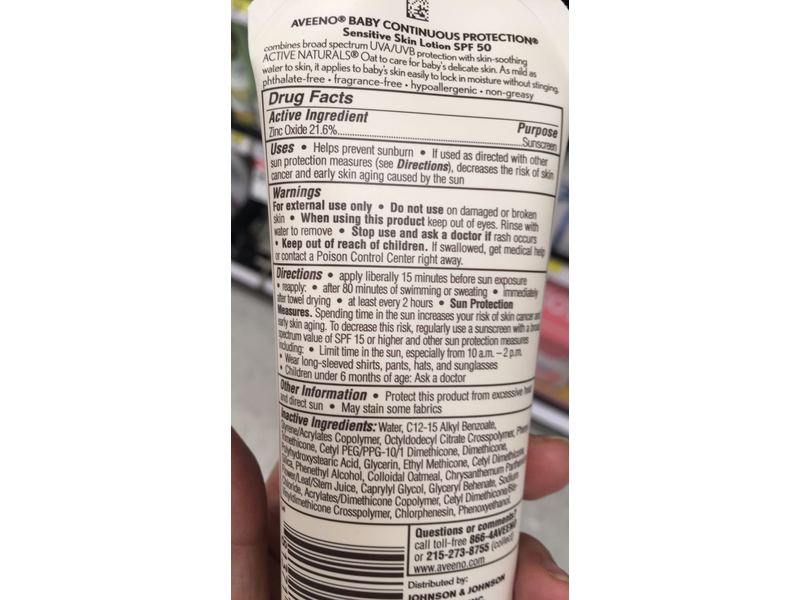 AVEENO® BABY CONTINUOUS PROTECTION®
Sensitive Skin Lotion SPF 50
combines broad spectrum UVA/UVB protection with skin-soothing
ACTIVE NATURALS® Oat to care for baby's delicate skin. As mild as
water to skin, it applies to baby's skin easily to lock in moisture without stinging.
phthalate-free • fragrance-free • hypoallergenic • non-greasy
Drug Facts
Active Ingredient Purpose
Zinc Oxide 21.6%..........Sunscreen
Uses • Helps prevent sunburn • If used as directed with other
sun protection measures (see Directions), decreases the risk of skin
cancer and early skin aging caused by the sun
Warnings
For external use only • Do not use on damaged or broken
skin • When using this product keep out of eyes. Rinse with
water to remove • Stop use and ask a doctor if rash occurs
• Keep out of reach of children. If swallowed, get medical help
or contact a Poison Control Center right away.
Directions • apply liberally 15 minutes before sun exposure
• reapply: • after 80 minutes of swimming or sweating • immediately
after towel drying • at least every 2 hours • Sun Protection
Measures. Spending time in the sun increases your risk of skin cancer and
early skin aging. To decrease this risk, regularly use a sunscreen with a broad
spectrum value of SPF 15 or higher and other sun protection measures
including: • Limit time in the sun, especially from 10 a.m. – 2 p.m.
• Wear long-sleeved shirts, pants, hats, and sunglasses
• Children under 6 months of age: Ask a doctor
Other Information • Protect this product from excessive heat
and direct sun • May stain some fabrics
Inactive Ingredients: Water, C12-15 Alkyl Benzoate,
Styrene/Acrylates Copolymer, Octyldodecyl Citrate Crosspolymer,
Dimethicone, Cetyl PEG/PPG-10/1 Dimethicone, Dimethicone,
Polyhydroxystearic Acid, Glycerin, Ethyl Methicone, Cetyl Dimethicone,
Silica, Phenethyl Alcohol, Colloidal Oatmeal, Chrysanthemum Parthenium
Flower/Leaf/Stem Juice, Caprylyl Glycol, Glyceryl Behenate, Sodium
Chloride, Acrylates/Dimethicone Copolymer, Cetyl Dimethicone/Bis-
Vinyldimethicone Crosspolymer, Chlorphenesin, Phenoxyethanol.
Questions or comments?
call toll-free 866-4AVEENO
or 215-273-8755 (collect)
www.aveeno.com
Distributed by:
JOHNSON & JOHNSON